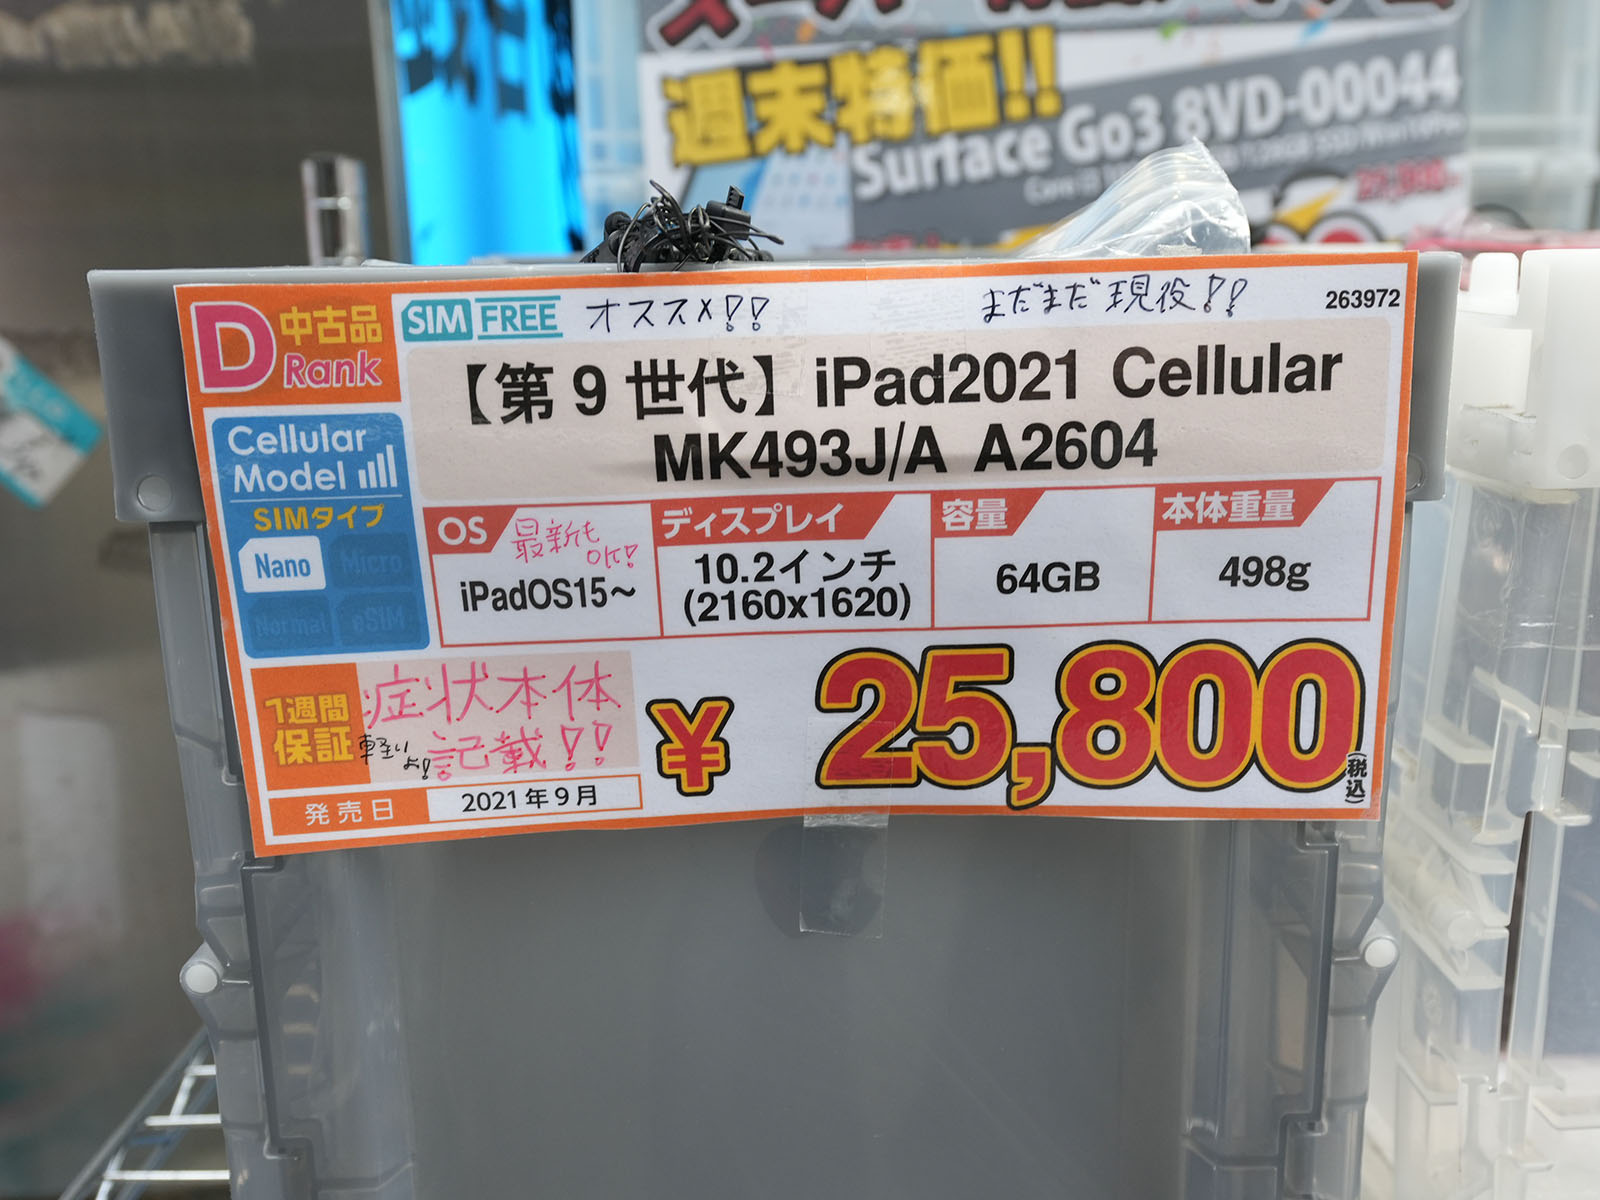 週末特価!!
Surface Go3 8VD-00044
D 中古品
Rank
SIM FREE オススメ!! まだまだ現役!! 263972
【第9世代】iPad2021 Cellular
MK493J/A A2604
Cellular
Model
SIMタイプ
Nano Micro
Normal eSIM
OS 最新もOK!
iPadOS15~
ディスプレイ
10.2インチ
(2160x1620)
容量
64GB
本体重量
498g
1週間
保証
症状本体
軽いよ! 記載!!
¥ 25,800
(税込)
発売日 2021年9月